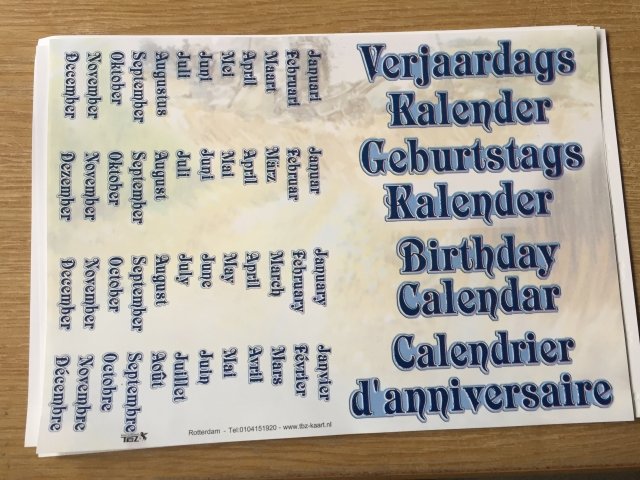 Verjaardags
Kalender
Geburtstags
Kalender
Birthday
Calendar
Calendrier
d'anniversaire
Januari
Februari
Maart
April
Mei
Juni
Juli
Augustus
September
Oktober
November
December
Januar
Februar
März
April
Mai
Juni
Juli
August
September
Oktober
November
Dezember
January
February
March
April
May
June
July
August
September
October
November
December
Janvier
Février
Mars
Avril
Mai
Juin
Juillet
Août
Septembre
Octobre
Novembre
Décembre
TBZ
Rotterdam - Tel:0104151920 - www.tbz-kaart.nl